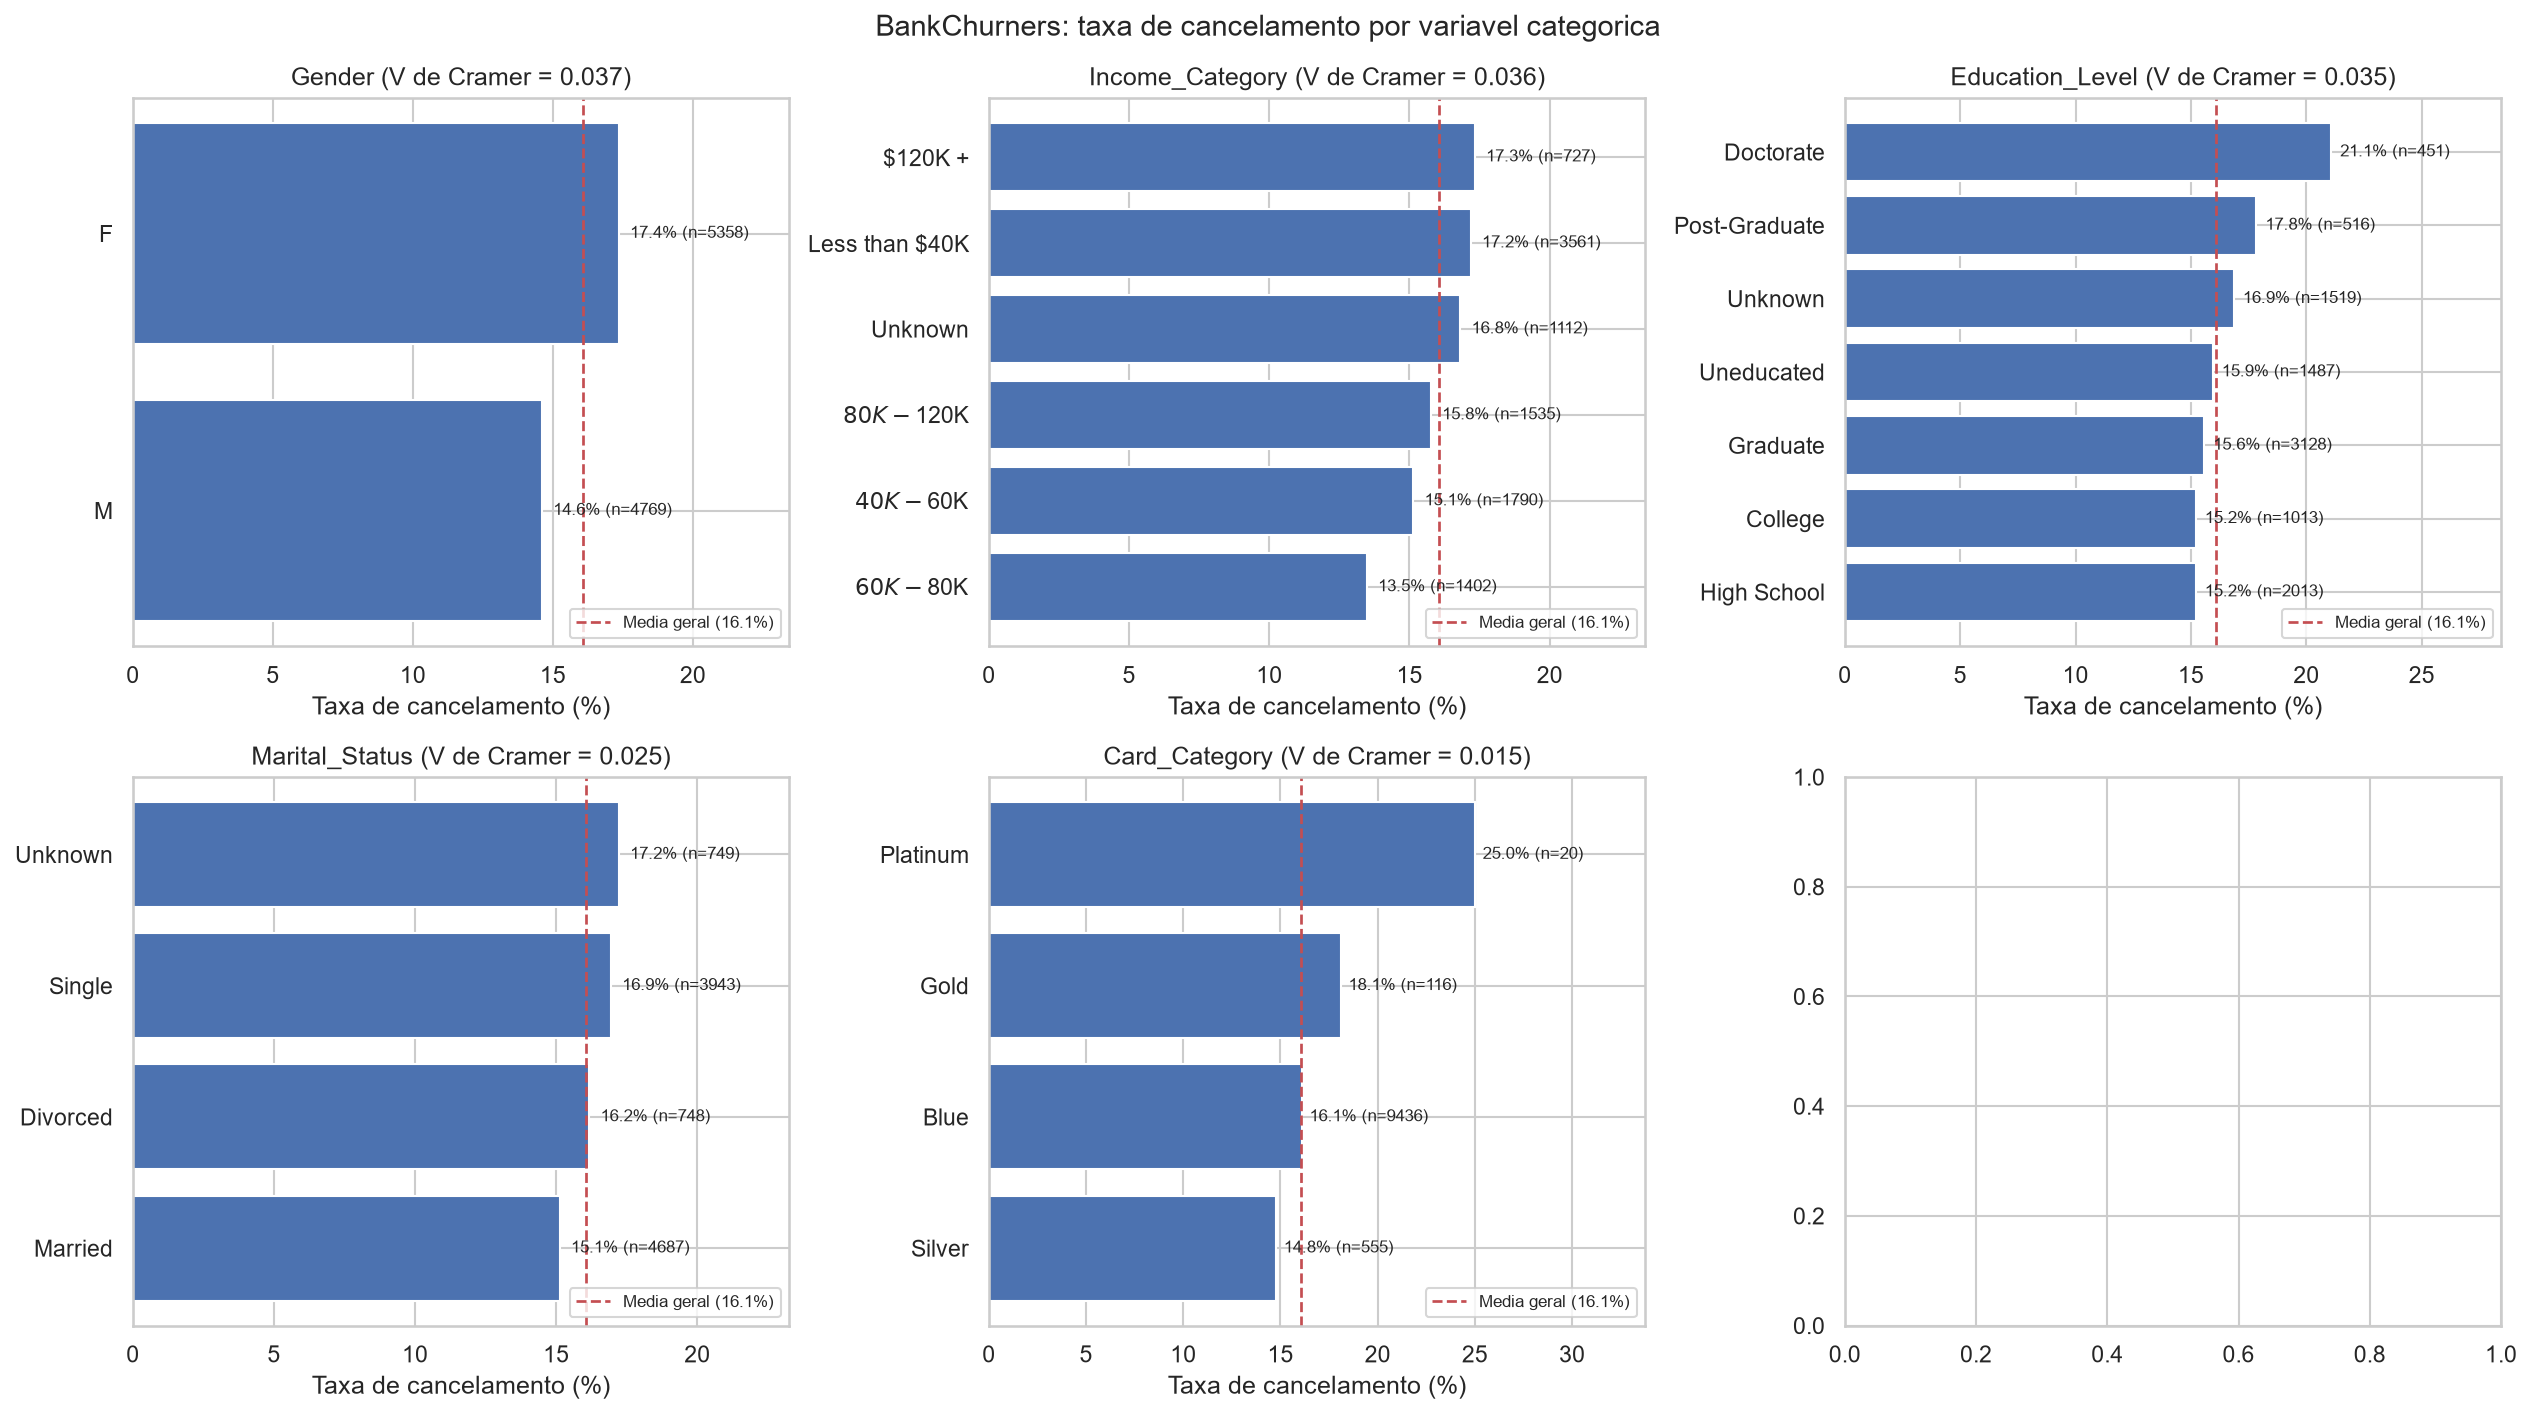 BankChurners: taxa de cancelamento por variavel categorica
Gender (V de Cramer = 0.037)
F
17.4% (n=5358)
M
14.6% (n=4769)
Media geral (16.1%)
0 5 10 15 20
Taxa de cancelamento (%)
Income_Category (V de Cramer = 0.036)
$120K +
17.3% (n=727)
Less than $40K
17.2% (n=3561)
Unknown
16.8% (n=1112)
80K − 120K
15.8% (n=1535)
40K − 60K
15.1% (n=1790)
60K − 80K
13.5% (n=1402)
Media geral (16.1%)
0 5 10 15 20
Taxa de cancelamento (%)
Education_Level (V de Cramer = 0.035)
Doctorate
21.1% (n=451)
Post-Graduate
17.8% (n=516)
Unknown
16.9% (n=1519)
Uneducated
15.9% (n=1487)
Graduate
15.6% (n=3128)
College
15.2% (n=1013)
High School
15.2% (n=2013)
Media geral (16.1%)
0 5 10 15 20 25
Taxa de cancelamento (%)
Marital_Status (V de Cramer = 0.025)
Unknown
17.2% (n=749)
Single
16.9% (n=3943)
Divorced
16.2% (n=748)
Married
15.1% (n=4687)
Media geral (16.1%)
0 5 10 15 20
Taxa de cancelamento (%)
Card_Category (V de Cramer = 0.015)
Platinum
25.0% (n=20)
Gold
18.1% (n=116)
Blue
16.1% (n=9436)
Silver
14.8% (n=555)
Media geral (16.1%)
0 5 10 15 20 25 30
Taxa de cancelamento (%)
1.0
0.8
0.6
0.4
0.2
0.0
0.0 0.2 0.4 0.6 0.8 1.0